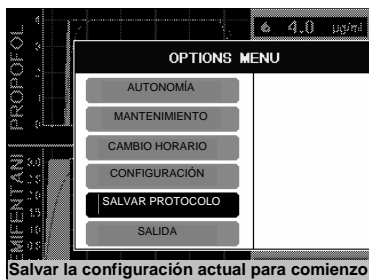 PROPOFOL
4.0 µg/ml
OPTIONS MENU
AUTONOMÍA
MANTENIMIENTO
CAMBIO HORARIO
CONFIGURACIÓN
SALVAR PROTOCOLO
SALIDA
Salvar la configuración actual para comienzo